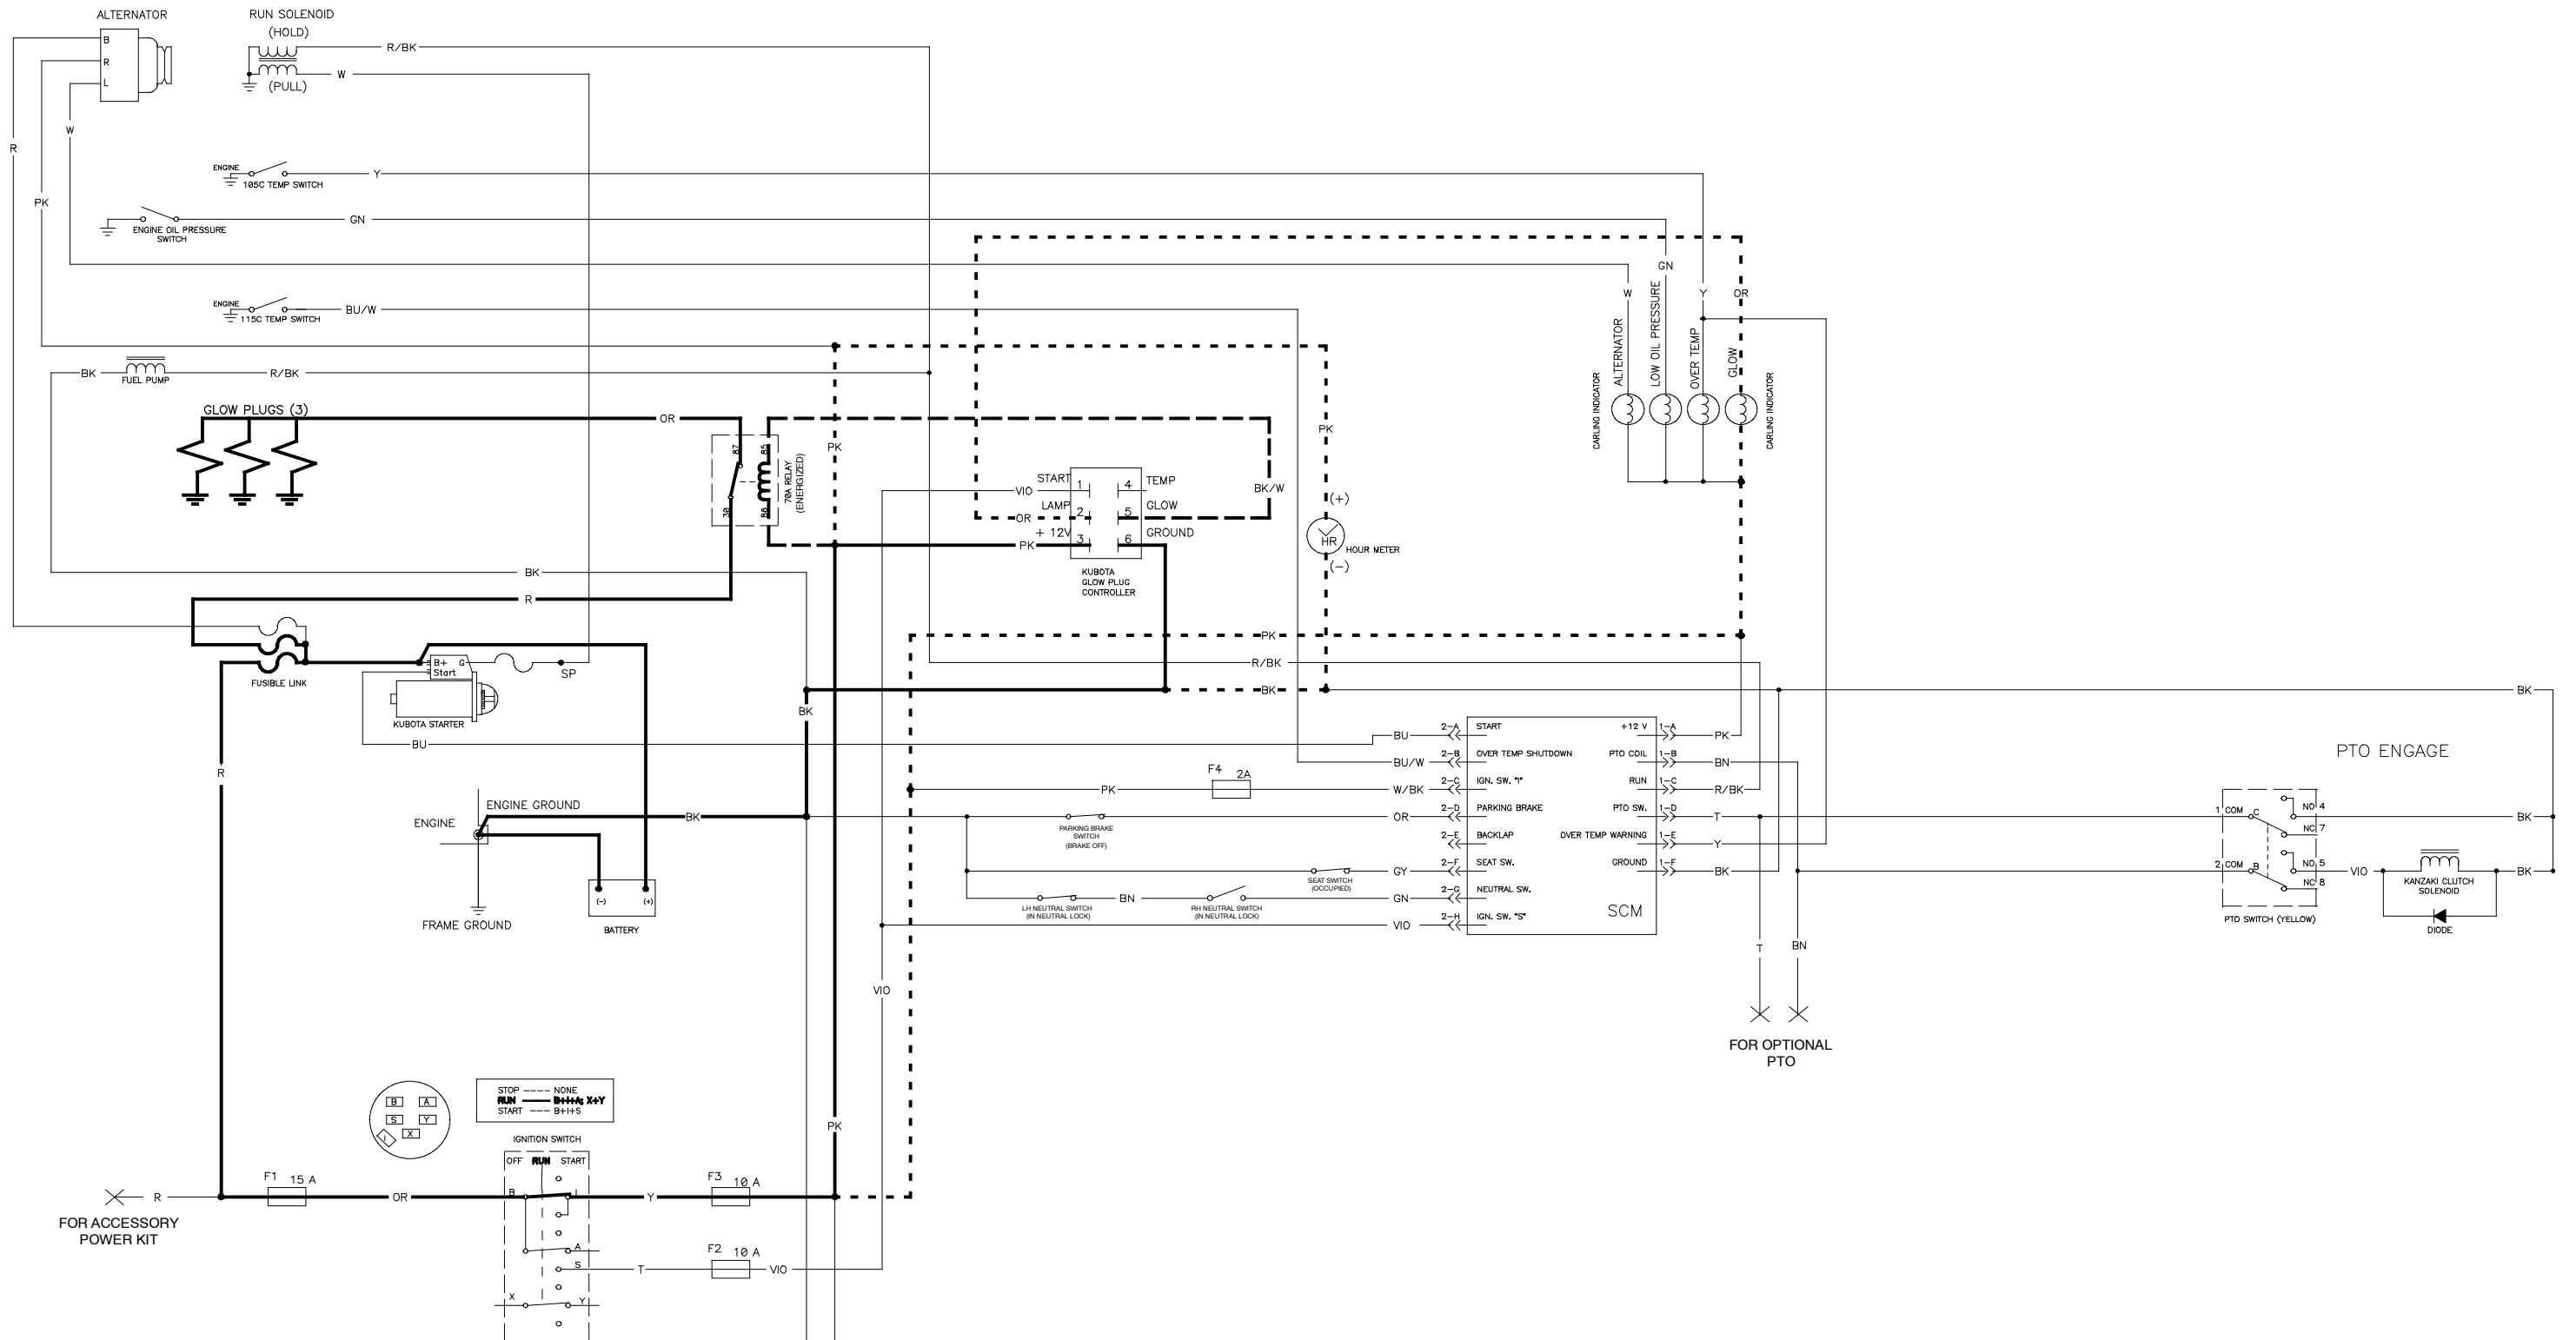 ALTERNATOR
RUN SOLENOID
(HOLD)
B
R
L
R/BK
W
(PULL)
W
R
ENGINE
105C TEMP SWITCH
Y
PK
GN
ENGINE OIL PRESSURE
SWITCH
GN
W
Y
OR
ENGINE
115C TEMP SWITCH
BU/W
ALTERNATOR
LOW OIL PRESSURE
OVER TEMP
GLOW
CARLING INDICATOR
CARLING INDICATOR
BK
FUEL PUMP
R/BK
GLOW PLUGS (3)
OR
87
85
30
86
70A RELAY
(ENERGIZED)
PK
PK
START
VIO
1
4
TEMP
LAMP
OR
2
5
GLOW
+ 12V
PK
3
6
GROUND
BK/W
KUBOTA
GLOW PLUG
CONTROLLER
(+)
HR
HOUR METER
(-)
BK
R
FUSIBLE LINK
B+
G
Start
SP
KUBOTA STARTER
PK
R/BK
BK
BK
BK
BU
R
2-A
START
+12 V
1-A
BU
PK
2-B
OVER TEMP SHUTDOWN
PTO COIL
1-B
BU/W
BN
2-C
IGN. SW. "I"
RUN
1-C
W/BK
R/BK
2-D
PARKING BRAKE
PTO SW.
1-D
OR
T
2-E
BACKLAP
OVER TEMP WARNING
1-E
Y
2-F
SEAT SW.
GROUND
1-F
GY
BK
2-G
NEUTRAL SW.
GN
2-H
IGN. SW. "S"
VIO
SCM
F4
2A
PK
PARKING BRAKE
SWITCH
(BRAKE OFF)
SEAT SWITCH
(OCCUPIED)
LH NEUTRAL SWITCH
(IN NEUTRAL LOCK)
BN
RH NEUTRAL SWITCH
(IN NEUTRAL LOCK)
PTO ENGAGE
1
COM
C
NO
4
NC
7
BK
2
COM
B
NO
5
NC
8
VIO
BK
KANZAKI CLUTCH
SOLENOID
DIODE
PTO SWITCH (YELLOW)
ENGINE GROUND
ENGINE
BK
(-)
(+)
BATTERY
FRAME GROUND
T
BN
FOR OPTIONAL
PTO
VIO
STOP ---- NONE
RUN —— B+I+A; X+Y
START --- B+I+S
B
A
S
Y
I
X
IGNITION SWITCH
OFF
RUN
START
PK
R
FOR ACCESSORY
POWER KIT
F1
15 A
OR
B
I
Y
F3
10 A
A
S
T
F2
10 A
VIO
X
Y